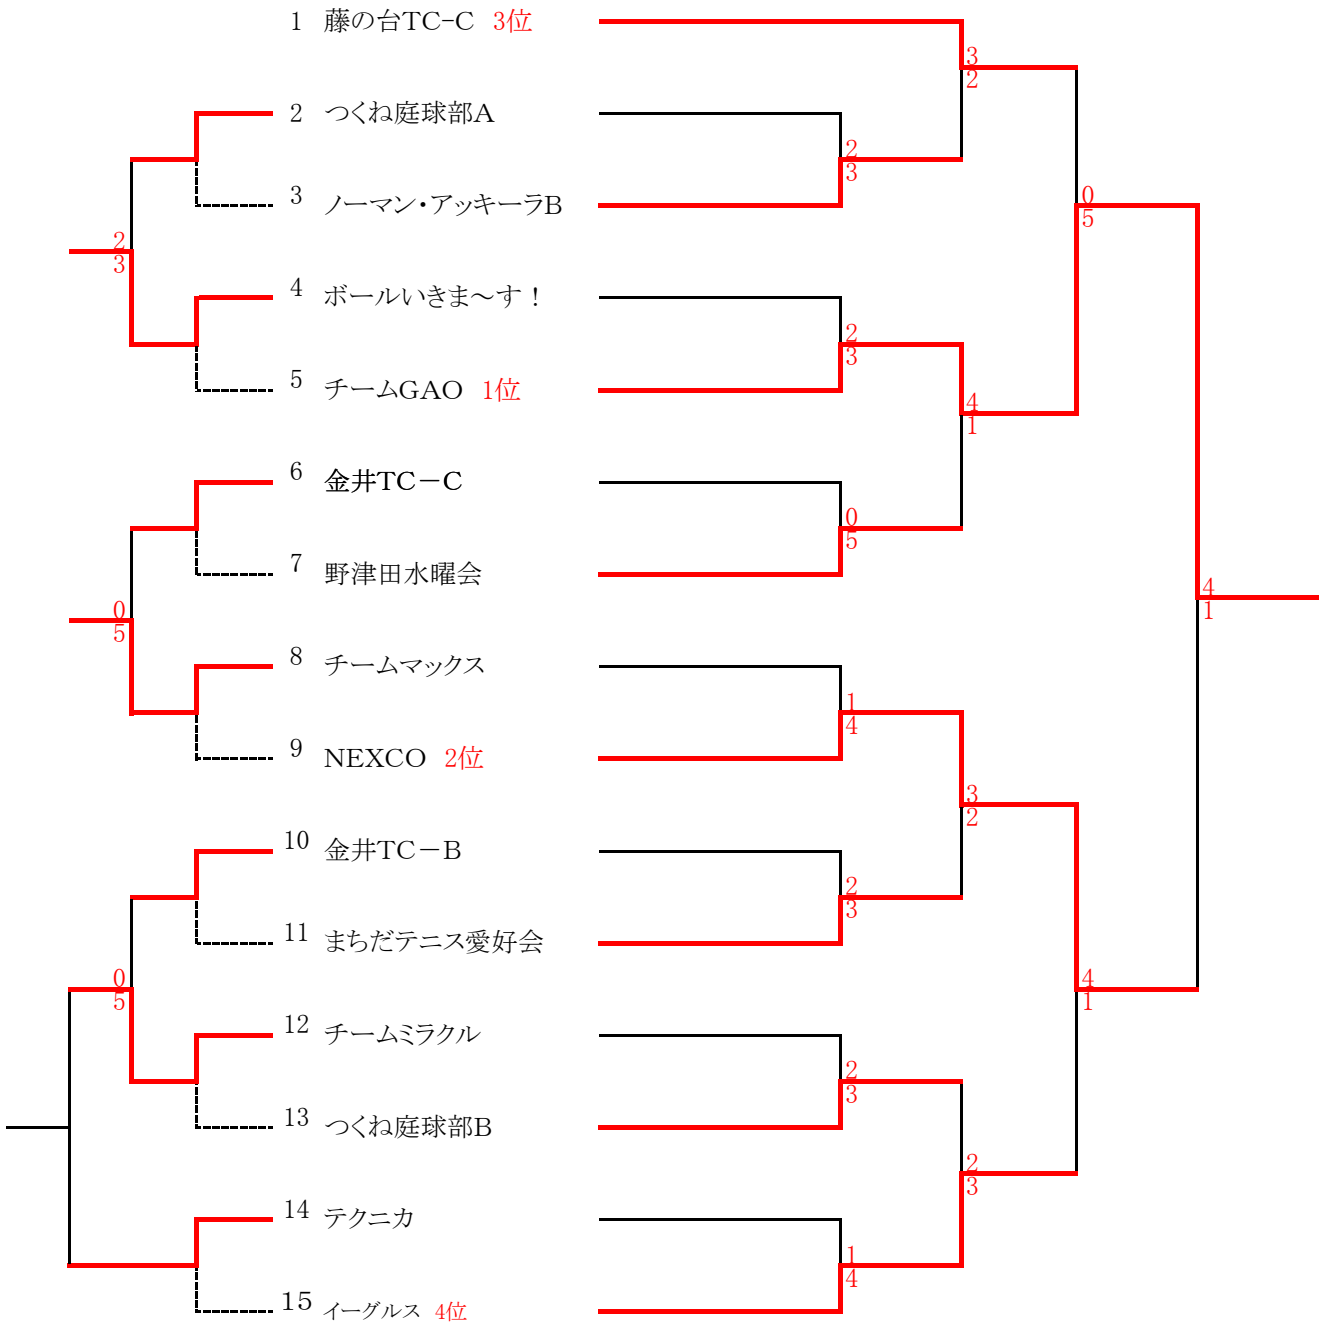 1 藤の台TC-C 3位
3
2
2 つくね庭球部A
2
3
3 ノーマン・アッキーラB
0
5
2
3
4 ボールいきま～す！
2
3
5 チームGAO 1位
4
1
6 金井TC－C
0
5
7 野津田水曜会
4
1
0
5
8 チームマックス
1
4
9 NEXCO 2位
3
2
10 金井TC－B
2
3
11 まちだテニス愛好会
0
5
4
1
12 チームミラクル
2
3
13 つくね庭球部B
2
3
14 テクニカ
1
4
15 イーグルス 4位